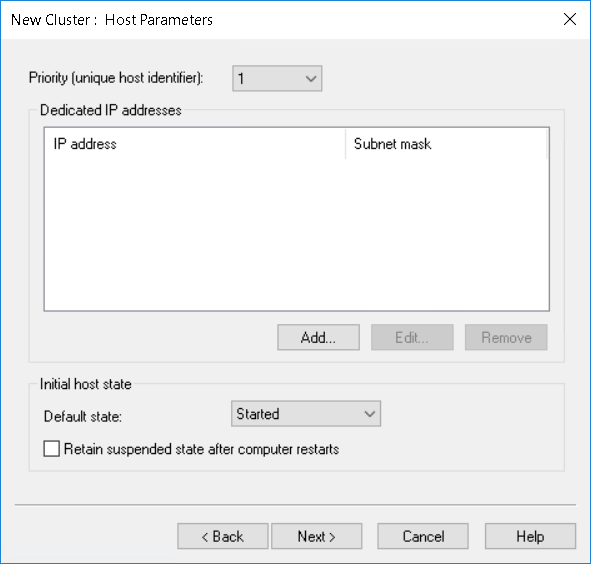 New Cluster :  Host Parameters
Priority (unique host identifier): 1
Dedicated IP addresses
IP address Subnet mask
Add... Edit... Remove
Initial host state
Default state: Started
Retain suspended state after computer restarts
< Back Next > Cancel Help